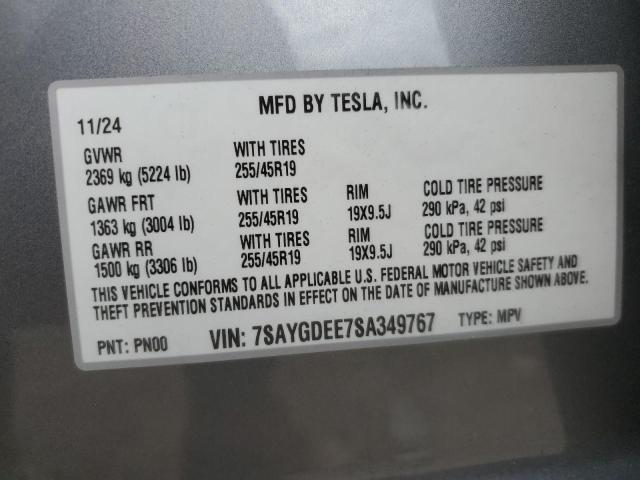 MFD BY TESLA, INC.
11/24
GVWR WITH TIRES
2369 kg (5224 lb) 255/45R19
GAWR FRT WITH TIRES RIM COLD TIRE PRESSURE
1363 kg (3004 lb) 255/45R19 19X9.5J 290 kPa, 42 psi
GAWR RR WITH TIRES RIM COLD TIRE PRESSURE
1500 kg (3306 lb) 255/45R19 19X9.5J 290 kPa, 42 psi
THIS VEHICLE CONFORMS TO ALL APPLICABLE U.S. FEDERAL MOTOR VEHICLE SAFETY AND
THEFT PREVENTION STANDARDS IN EFFECT ON THE DATE OF MANUFACTURE SHOWN ABOVE.
PNT: PN00 VIN: 7SAYGDEE7SA349767 TYPE: MPV